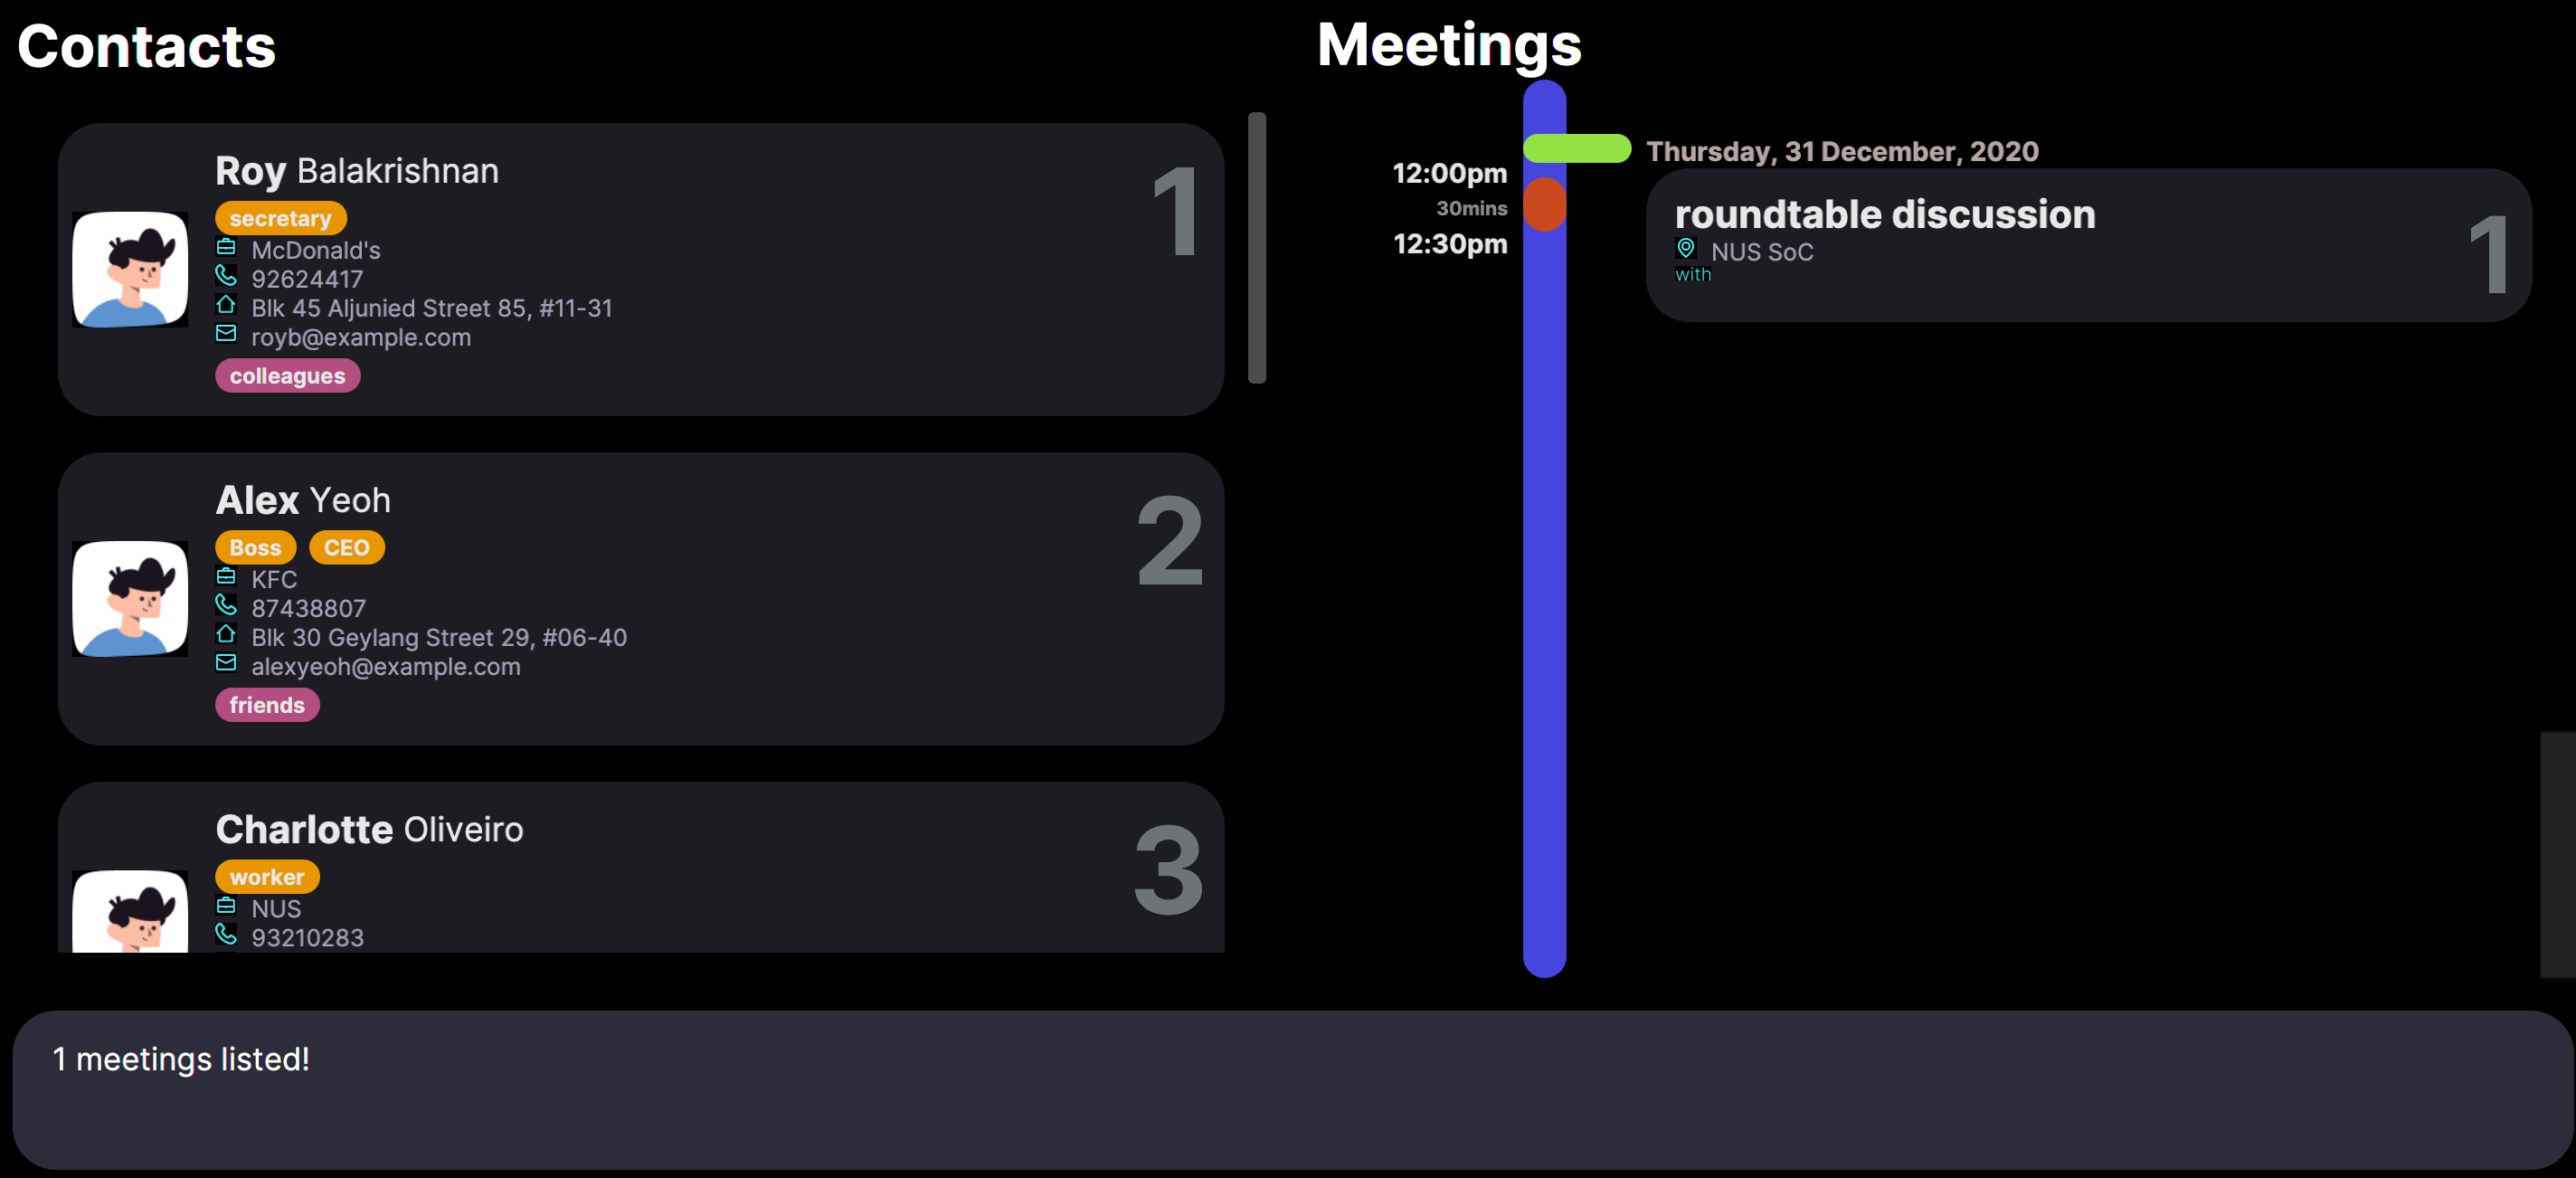 Contacts
Roy Balakrishnan
1
secretary
McDonald's
92624417
Blk 45 Aljunied Street 85, #11-31
royb@example.com
colleagues
Alex Yeoh
2
Boss CEO
KFC
87438807
Blk 30 Geylang Street 29, #06-40
alexyeoh@example.com
friends
Charlotte Oliveiro
3
worker
NUS
93210283
Meetings
Thursday, 31 December, 2020
12:00pm
30mins
12:30pm
roundtable discussion
1
NUS SoC
with
1 meetings listed!